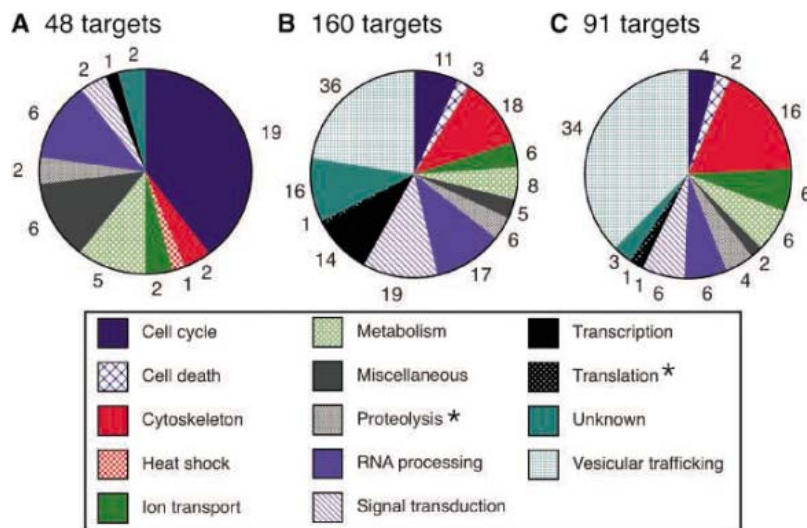 A 48 targets
B 160 targets
C 91 targets
2
1
2
6
19
2
6
5
2
1
2
11
3
36
18
6
8
16
5
1
6
14
17
19
4
2
34
16
6
6
3
2
1
1
4
6
6
Cell cycle
Metabolism
Transcription
Cell death
Miscellaneous
Translation *
Cytoskeleton
Proteolysis *
Unknown
Heat shock
RNA processing
Vesicular trafficking
Ion transport
Signal transduction